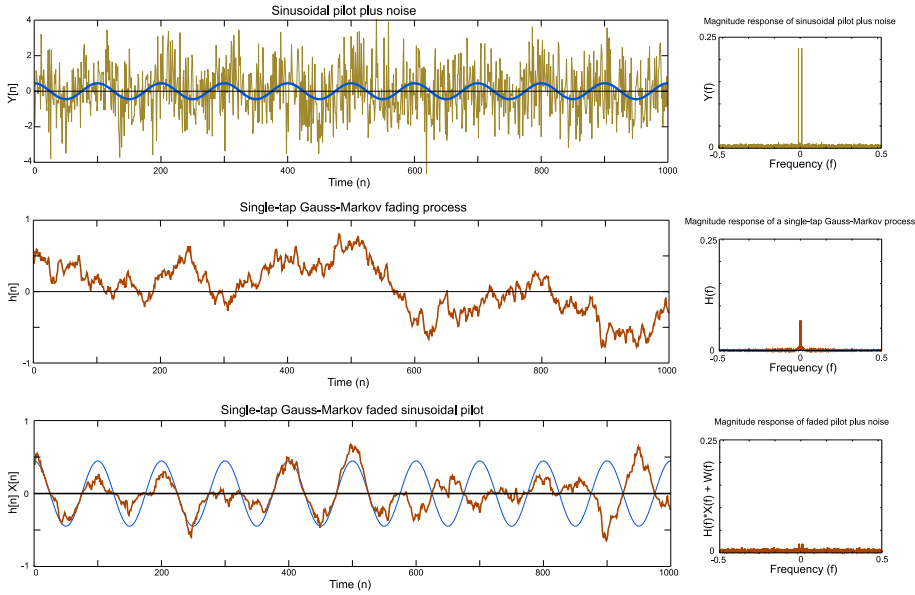 Sinusoidal pilot plus noise
4
2
0
-2
-4
Y[n]
0
200
400
600
800
1000
Time (n)
Magnitude response of sinusoidal pilot plus noise
0.25
Y(f)
0
-0.5
0
0.5
Frequency (f)
Single-tap Gauss-Markov fading process
1
h[n]
0
-1
0
200
400
600
800
1000
Time (n)
Magnitude response of a single-tap Gauss-Markov process
0.25
H(f)
0
-0.5
0
0.5
Frequency (f)
Single-tap Gauss-Markov faded sinusoidal pilot
1
h[n] X[n]
0
-1
0
200
400
600
800
1000
Time (n)
Magnitude response of faded pilot plus noise
0.25
H(f)*X(f) + W(f)
0
-0.5
0
0.5
Frequency (f)